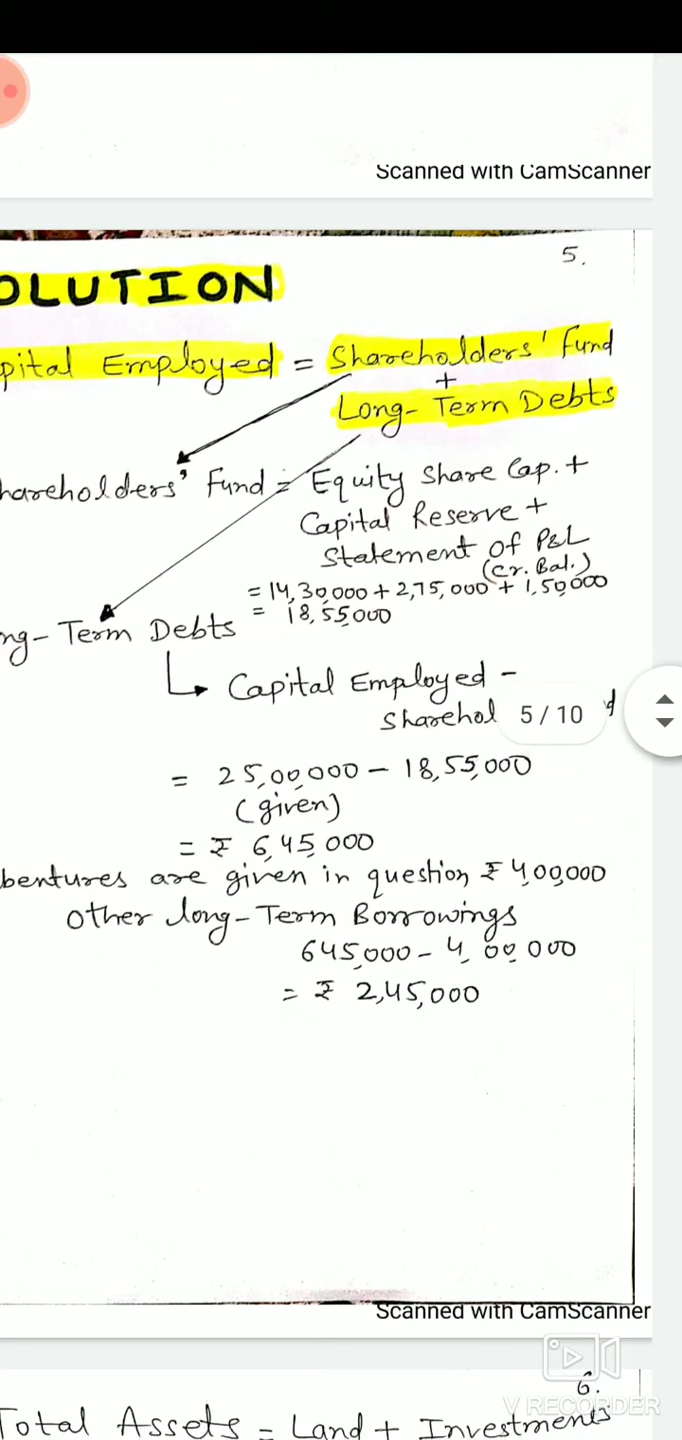 Scanned with CamScanner
5.
OLUTION
pital Employed = Shareholders' Fund
+
Long-Term Debts
hareholders' Fund = Equity Share Cap. +
Capital Reserve +
Statement of P&L
(Cr. Bal.)
= 14,30,000 + 2,75,000 + 1,50,000
= 18,55,000
ng-Term Debts
Capital Employed -
Sharehol
5 / 10
d
= 25,00,000 - 18,55,000
(given)
= ₹ 6,45,000
bentures are given in question ₹ 4,00,000
Other long-Term Borrowings
645,000 - 4,00,000
= ₹ 2,45,000
Scanned with CamScanner
6.
V RECORDER
Total Assets = Land + Investments